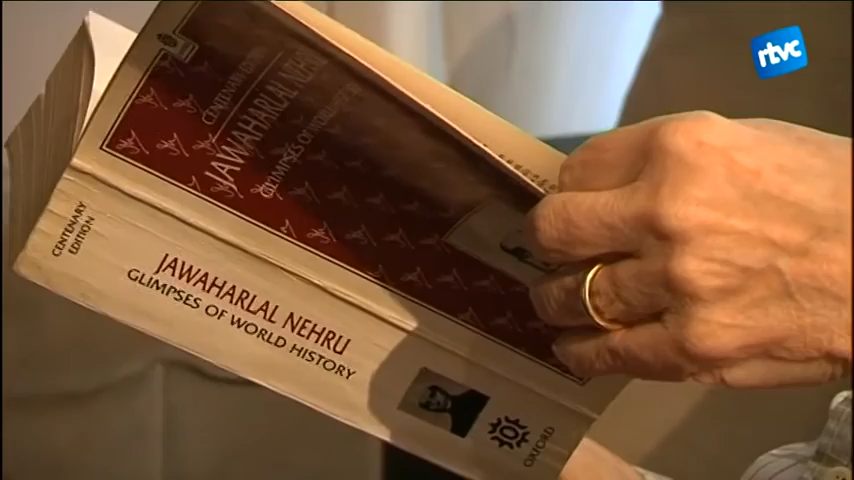 rtvc
CENTENARY EDITION
JAWAHARLAL NEHRU
GLIMPSES OF WORLD HISTORY
CENTENARY
EDITION
JAWAHARLAL NEHRU
GLIMPSES OF WORLD HISTORY
OXFORD